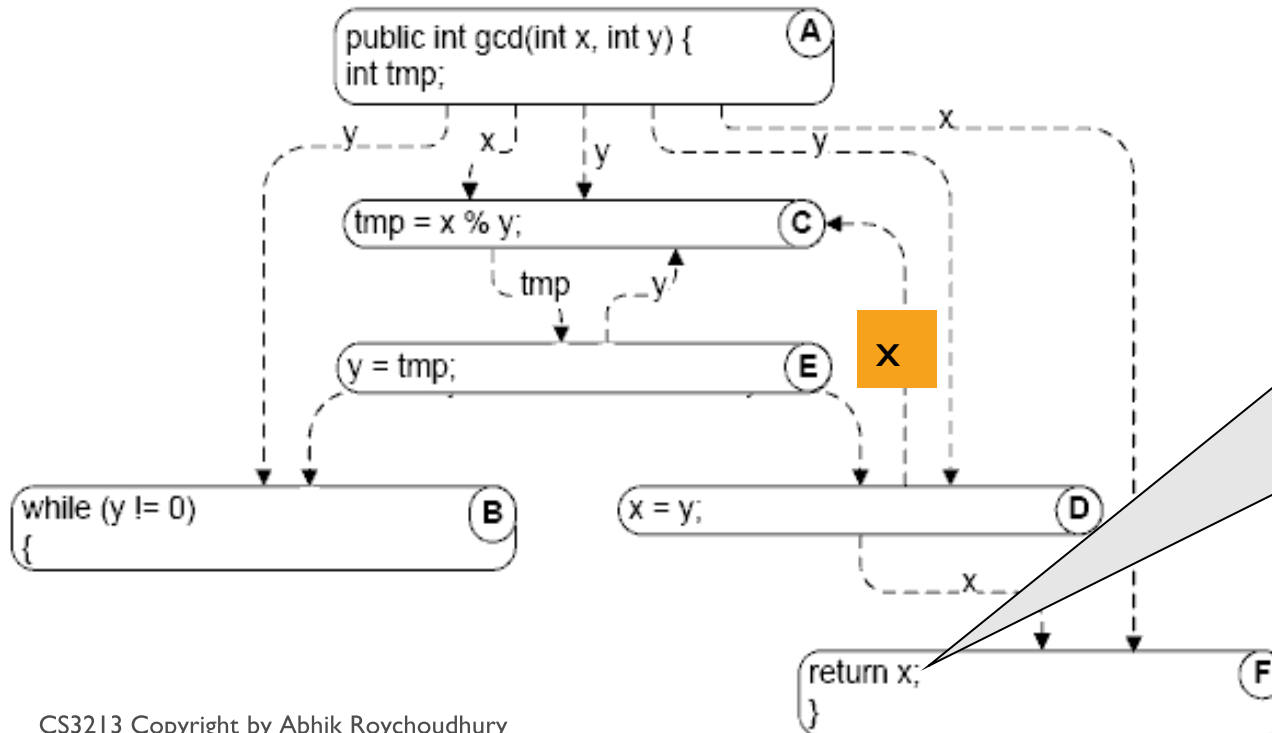 public int gcd(int x, int y) {
int tmp;
A
y
x
y
y
x
tmp = x % y;
C
tmp
y
x
y = tmp;
E
while (y != 0)
{
B
x = y;
D
x
return x;
}
F
CS3213 Copyright by Abhik Roychoudhury